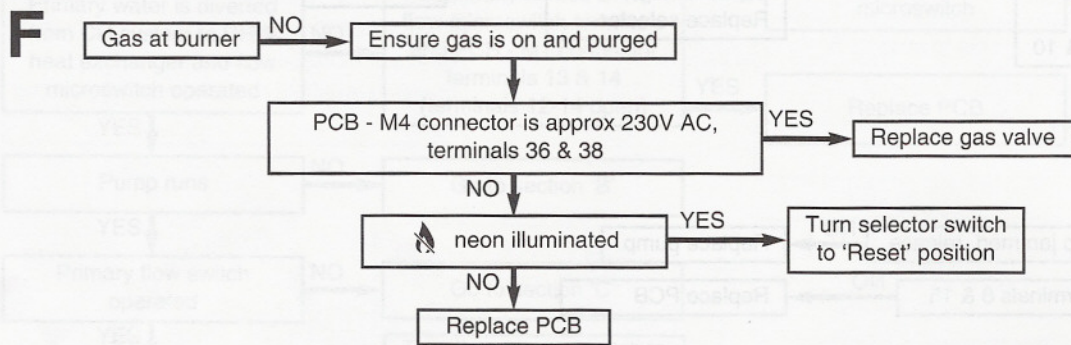 F
Gas at burner
NO
Ensure gas is on and purged
PCB - M4 connector is approx 230V AC,
terminals 36 & 38
YES
Replace gas valve
NO
neon illuminated
YES
Turn selector switch
to 'Reset' position
NO
Replace PCB